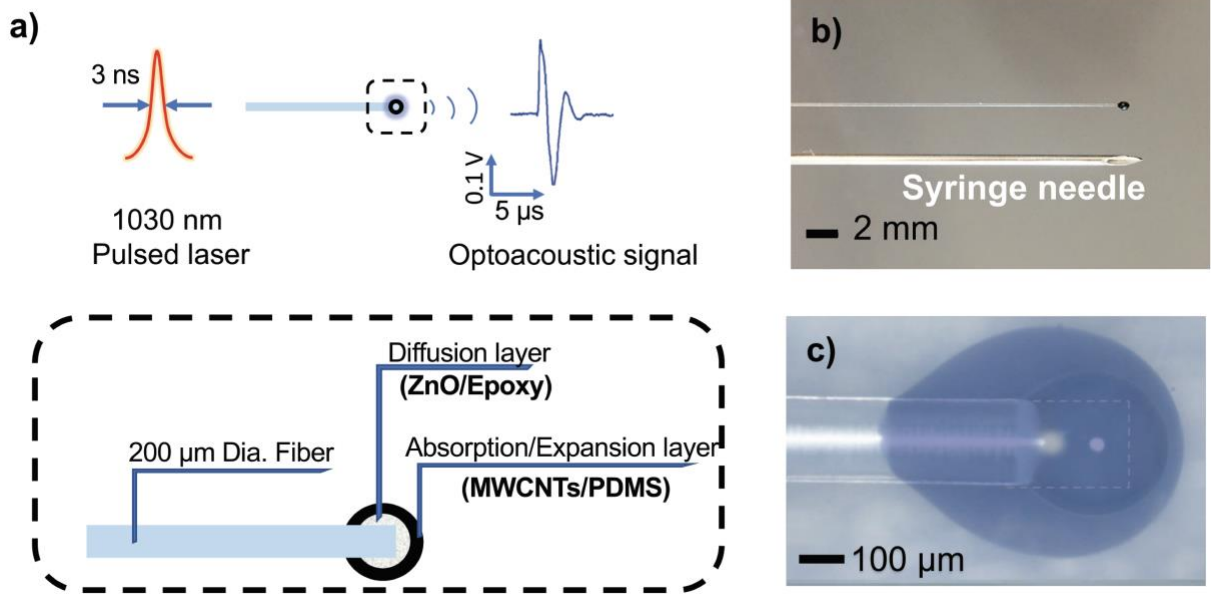 a)
3 ns
1030 nm
Pulsed laser
0.1 V
5 µs
Optoacoustic signal
Diffusion layer
(ZnO/Epoxy)
200 µm Dia. Fiber
Absorption/Expansion layer
(MWCNTs/PDMS)
b)
Syringe needle
2 mm
c)
100 µm